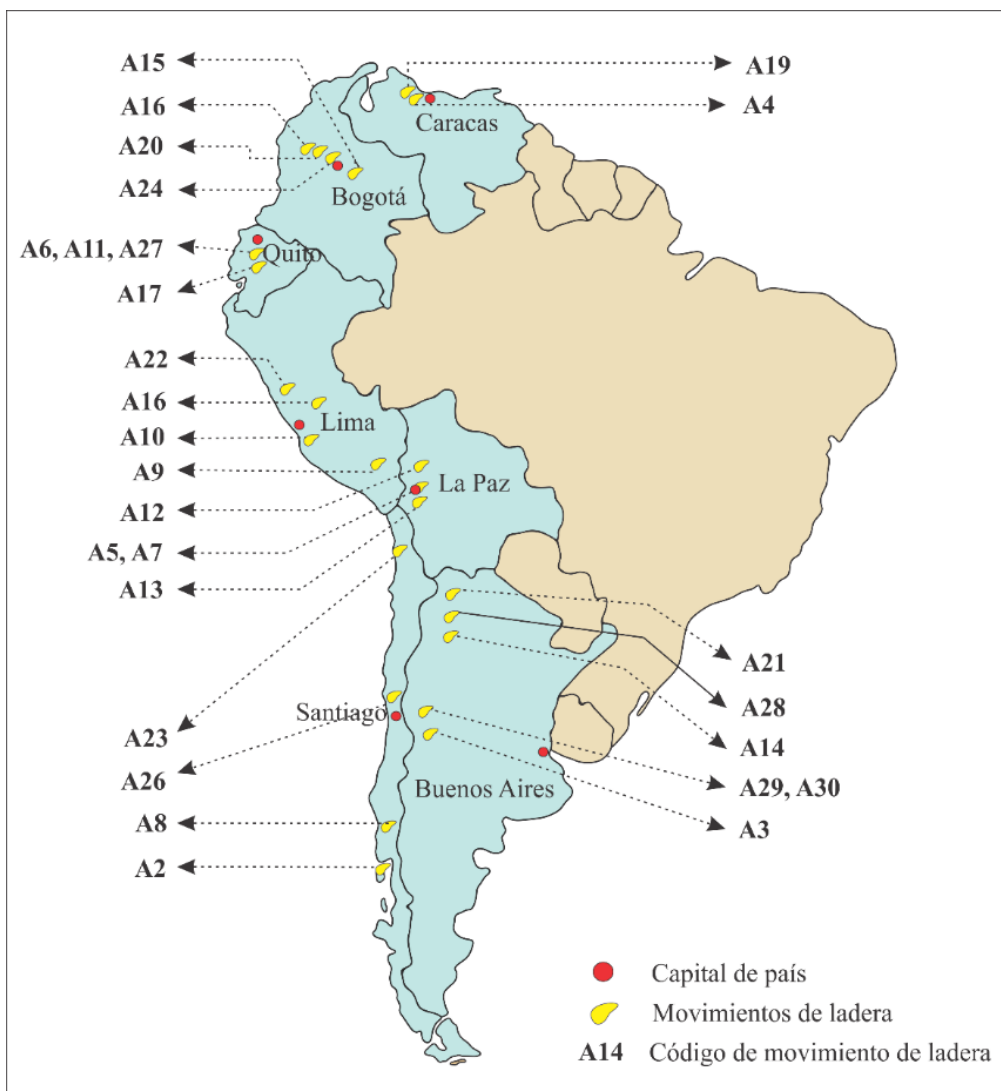 A15
A16
A20
A24
A6, A11, A27
A17
A22
A16
A10
A9
A12
A5, A7
A13
A23
A26
A8
A2
A19
A4
Caracas
Bogotá
Quito
Lima
La Paz
Santiago
Buenos Aires
A21
A28
A14
A29, A30
A3
Capital de país
Movimientos de ladera
A14 Código de movimiento de ladera